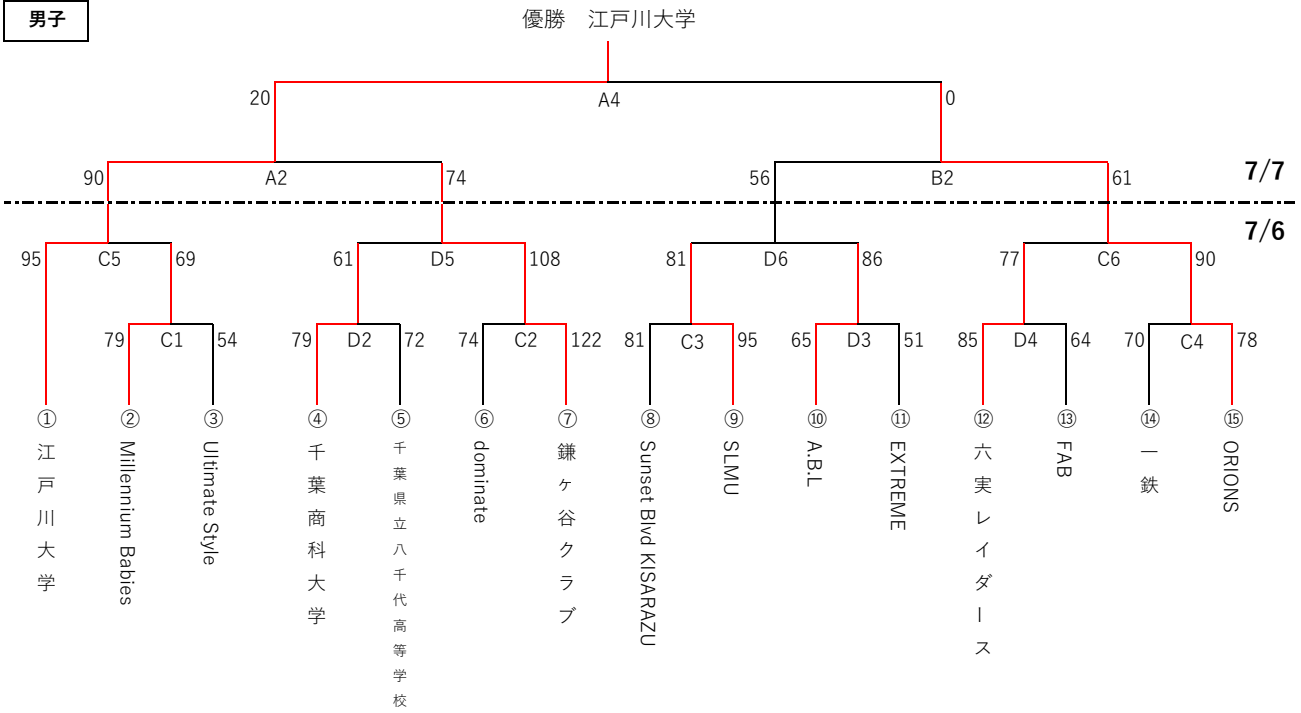 男子
優勝　江戸川大学
20 A4 0
90 A2 74 56 B2 61 7/7
7/6
95 C5 69 61 D5 108 81 D6 86 77 C6 90
79 C1 54 79 D2 72 74 C2 122 81 C3 95 65 D3 51 85 D4 64 70 C4 78
① ② ③ ④ ⑤ ⑥ ⑦ ⑧ ⑨ ⑩ ⑪ ⑫ ⑬ ⑭ ⑮
江戸川大学
Millennium Babies
Ultimate Style
千葉商科大学
千葉県立八千代高等学校
dominate
鎌ヶ谷クラブ
Sunset Blvd KISARAZU
SLMU
A.B.L
EXTREME
六実レイダース
FAB
一鉄
ORIONS